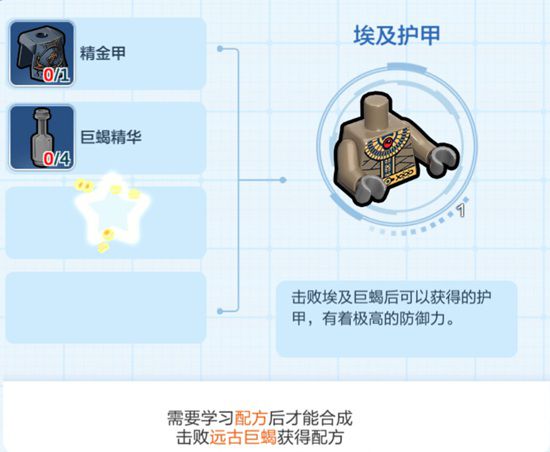 埃及护甲
精金甲
0/1
巨蝎精华
0/4
1
击败埃及巨蝎后可以获得的护
甲，有着极高的防御力。
需要学习配方后才能合成
击败远古巨蝎获得配方